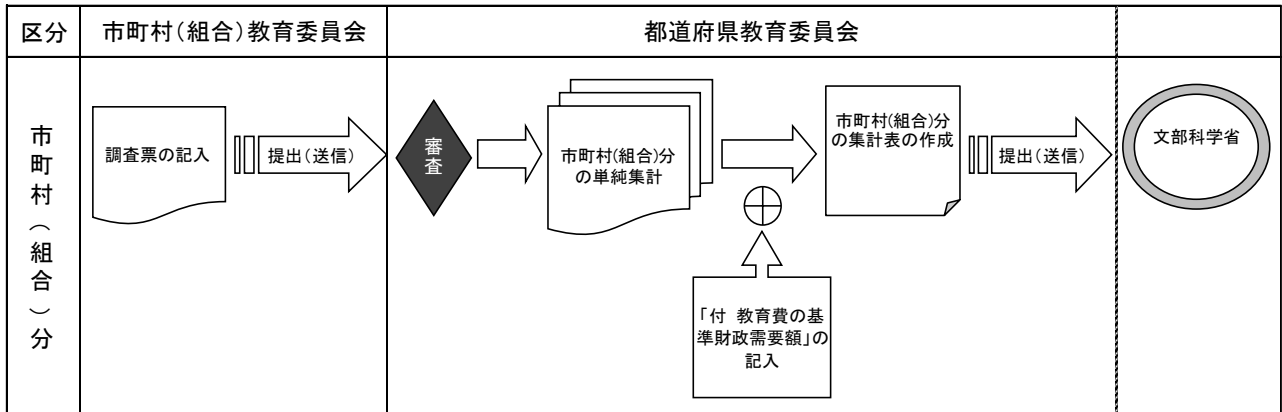 区分
市町村（組合）教育委員会
都道府県教育委員会
市町村（組合）分
調査票の記入
提出（送信）
審査
市町村(組合)分
の単純集計
「付 教育費の基
準財政需要額」の
記入
市町村(組合)分
の集計表の作成
提出（送信）
文部科学省